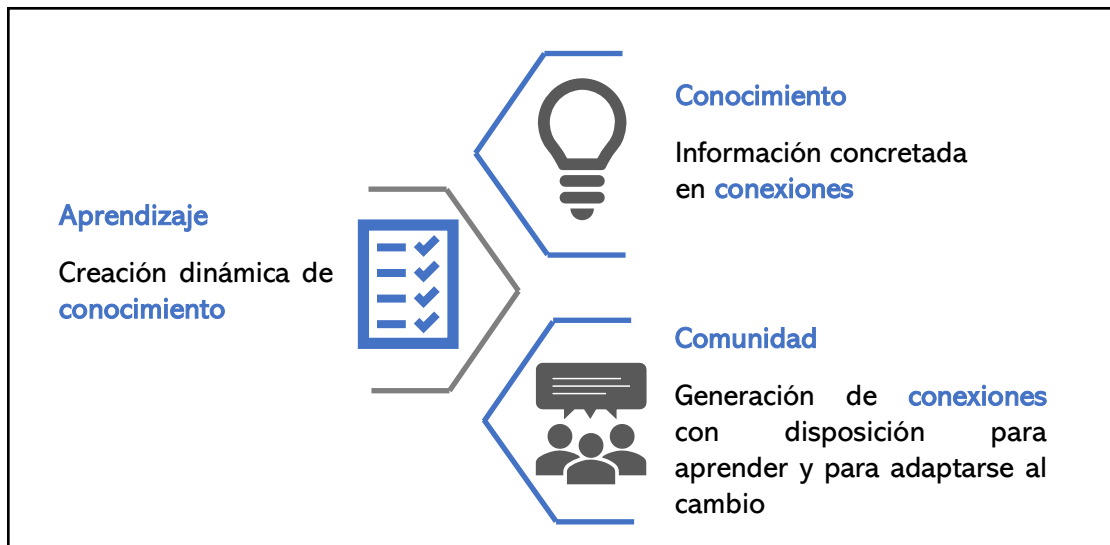 Conocimiento
Información concretada
en conexiones
Aprendizaje
Creación dinámica de
conocimiento
Comunidad
Generación de conexiones
con disposición para
aprender y para adaptarse al
cambio